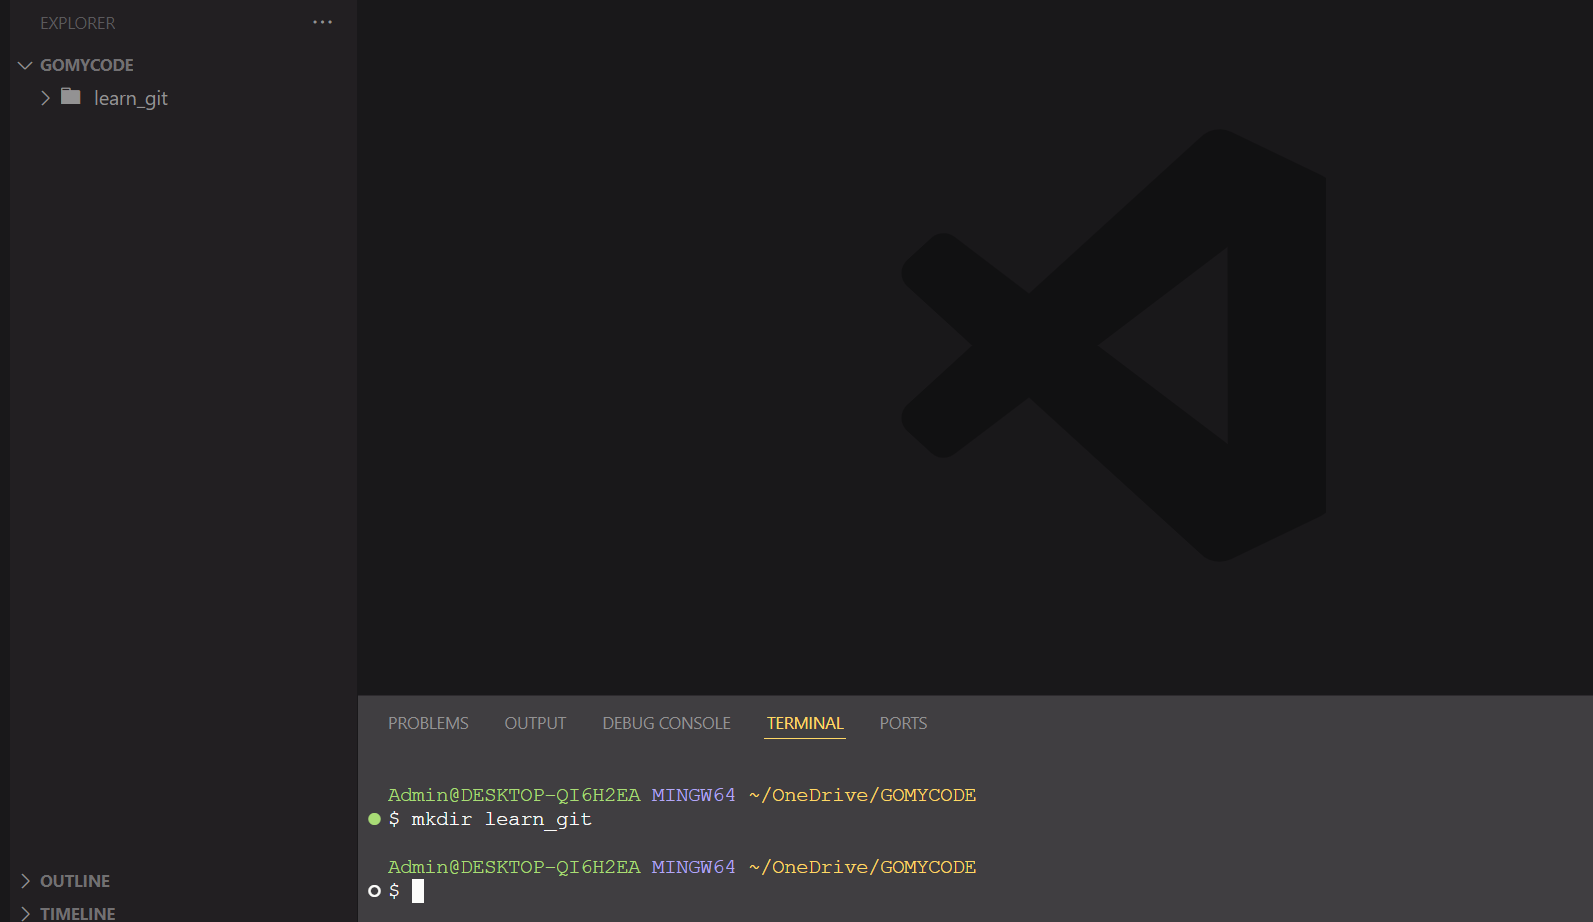 EXPLORER
GOMYCODE
learn_git
PROBLEMS OUTPUT DEBUG CONSOLE TERMINAL PORTS
Admin@DESKTOP-QI6H2EA MINGW64 ~/OneDrive/GOMYCODE
$ mkdir learn_git
Admin@DESKTOP-QI6H2EA MINGW64 ~/OneDrive/GOMYCODE
$
OUTLINE
TIMELINE